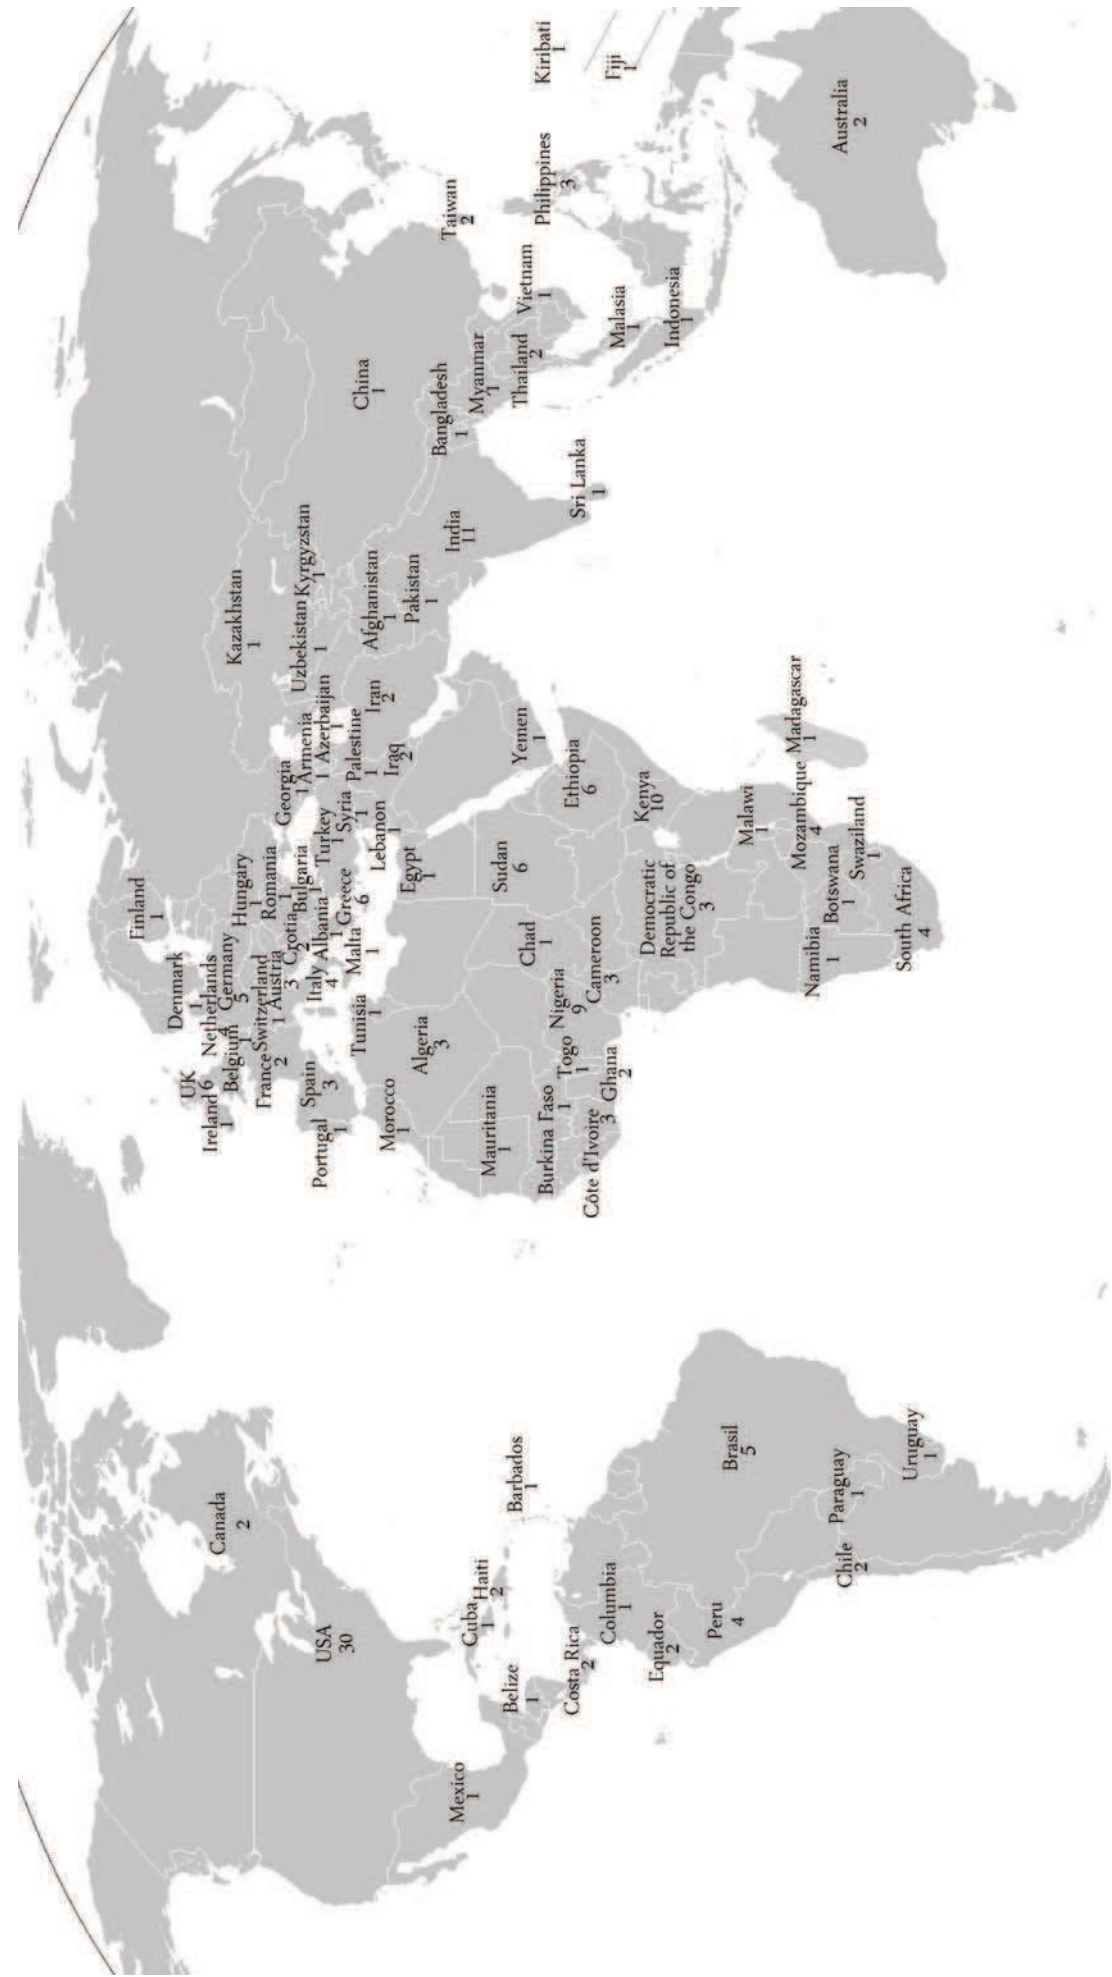 Canada
2
USA
30
Mexico
1
Cuba
1
Haiti
2
Belize
1
Barbados
1
Costa Rica
2
Columbia
1
Equador
2
Peru
4
Brasil
5
Chile
2
Paraguay
1
Uruguay
1
Finland
1
Denmark
1
UK
6
Ireland
1
Netherlands
4
Belgium
1
Germany
5
France
2
Switzerland
1
Austria
3
Hungary
1
Romania
1
Bulgaria
1
Crotia
2
Albania
1
Italy
4
Greece
6
Malta
1
Spain
3
Portugal
1
Georgia
1
Armenia
1
Azerbaijan
1
Turkey
1
Syria
1
Lebanon
1
Palestine
1
Iraq
2
Iran
2
Kazakhstan
1
Uzbekistan
1
Kyrgyzstan
1
Afghanistan
1
Pakistan
1
India
11
Sri Lanka
1
China
1
Bangladesh
1
Myanmar
1
Thailand
2
Vietnam
1
Taiwan
2
Philippines
3
Malasia
1
Indonesia
1
Kiribati
1
Fiji
1
Australia
2
Yemen
1
Tunisia
1
Algeria
3
Morocco
1
Mauritania
1
Egypt
1
Sudan
6
Chad
1
Ethiopia
6
Kenya
10
Burkina Faso
1
Côte d'Ivoire
3
Togo
1
Ghana
2
Nigeria
9
Cameroon
3
Democratic
Republic of
the Congo
3
Malawi
1
Mozambique
4
Madagascar
1
Namibia
1
Botswana
1
Swaziland
1
South Africa
4